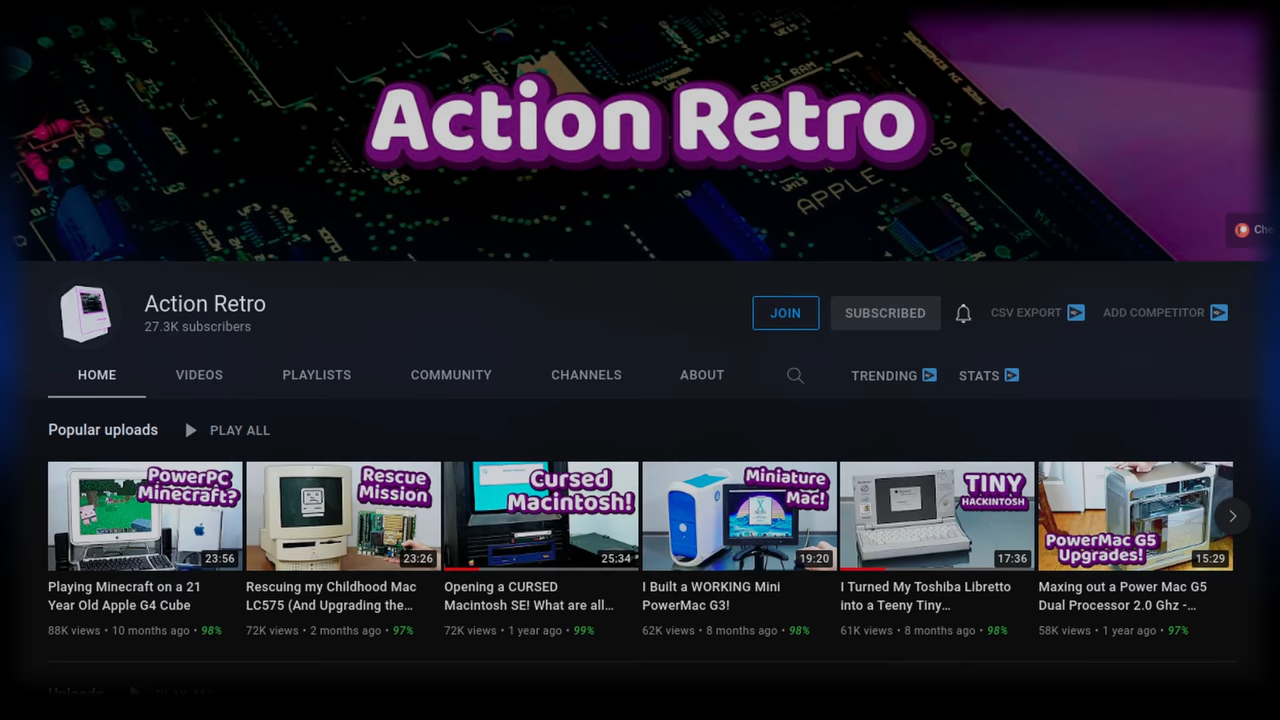 FAST RAM
Action Retro
APPLE
Action Retro
27.3K subscribers
JOIN
SUBSCRIBED
CSV EXPORT
ADD COMPETITOR
HOME
VIDEOS
PLAYLISTS
COMMUNITY
CHANNELS
ABOUT
TRENDING
STATS
Popular uploads
PLAY ALL
PowerPC
Minecraft?
23:56
Rescue
Mission
23:26
Cursed
Macintosh!
25:34
Miniature
Mac!
19:20
TINY
HACKINTOSH
17:36
PowerMac G5
Upgrades!
15:29
Playing Minecraft on a 21
Year Old Apple G4 Cube
88K views • 10 months ago • 98%
Rescuing my Childhood Mac
LC575 (And Upgrading the...
72K views • 2 months ago • 97%
Opening a CURSED
Macintosh SE! What are all...
72K views • 1 year ago • 99%
I Built a WORKING Mini
PowerMac G3!
62K views • 8 months ago • 98%
I Turned My Toshiba Libretto
into a Teeny Tiny...
61K views • 8 months ago • 98%
Maxing out a Power Mac G5
Dual Processor 2.0 Ghz -...
58K views • 1 year ago • 97%
Uploads
PLAY ALL